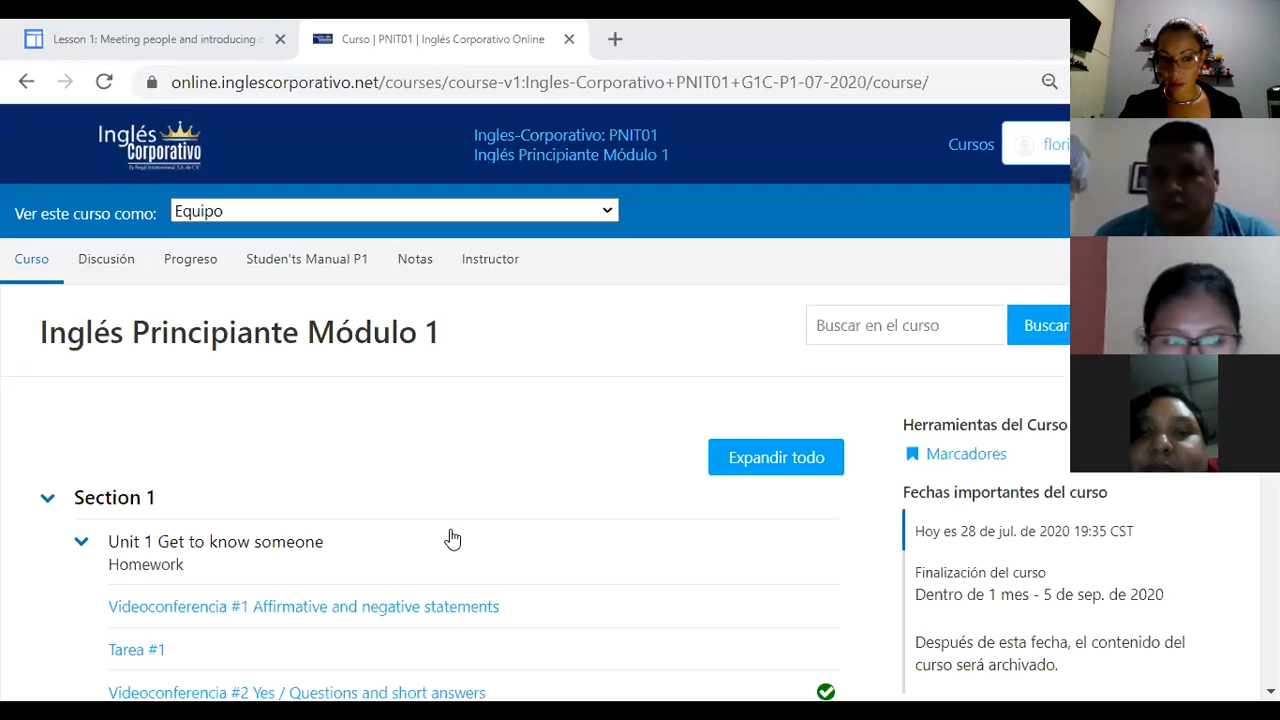 Lesson 1: Meeting people and introducing o
Curso | PNIT01 | Inglés Corporativo Online
online.inglescorporativo.net/courses/course-v1:Ingles-Corporativo+PNIT01+G1C-P1-07-2020/course/
Inglés
Corporativo
Ingles-Corporativo: PNIT01
Inglés Principiante Módulo 1
Cursos
flori
Ver este curso como:
Equipo
Curso
Discusión
Progreso
Studen'ts Manual P1
Notas
Instructor
Inglés Principiante Módulo 1
Buscar en el curso
Buscar
Expandir todo
Section 1
Unit 1 Get to know someone
Homework
Videoconferencia #1 Affirmative and negative statements
Tarea #1
Videoconferencia #2 Yes / Questions and short answers
Herramientas del Curso
Marcadores
Fechas importantes del curso
Hoy es 28 de jul. de 2020 19:35 CST
Finalización del curso
Dentro de 1 mes - 5 de sep. de 2020
Después de esta fecha, el contenido del
curso será archivado.